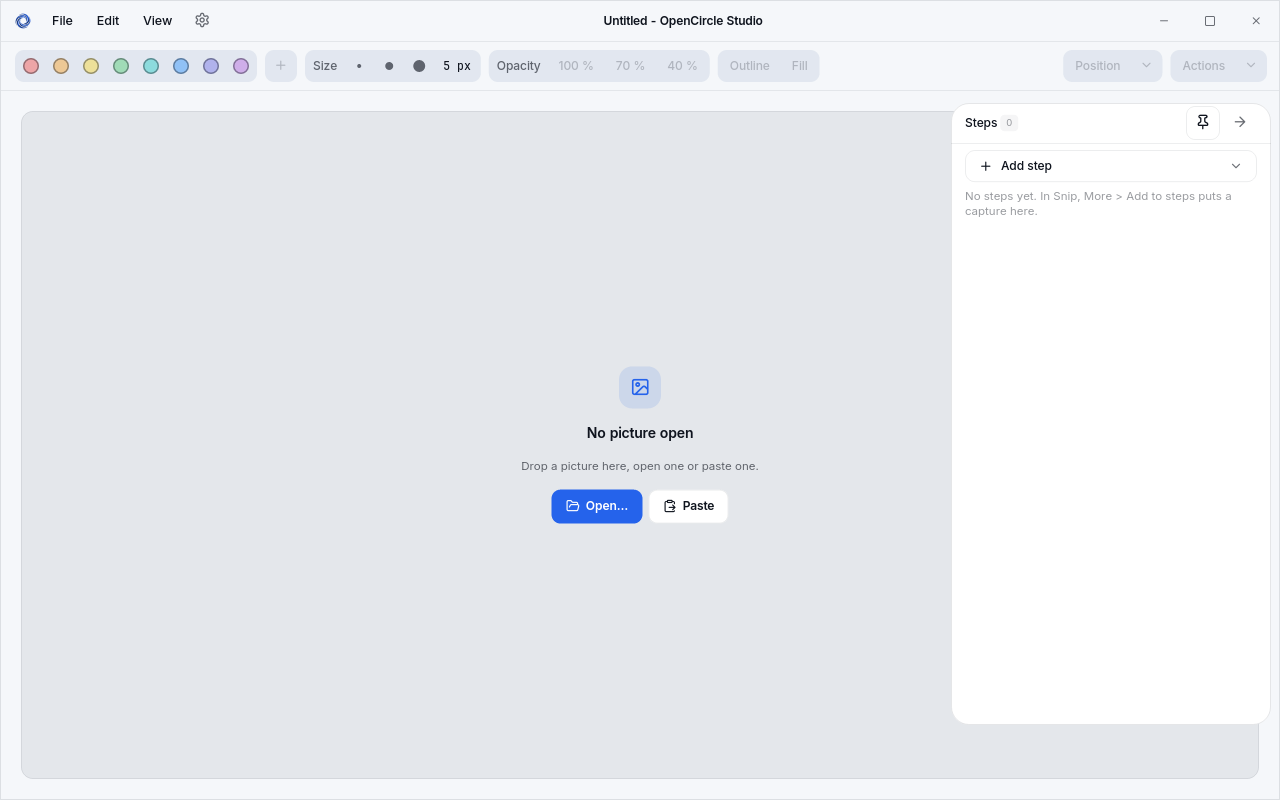 File Edit View
Untitled - OpenCircle Studio
Size 5 px
Opacity 100 % 70 % 40 %
Outline Fill
Position
Actions
Steps 0
Add step
No steps yet. In Snip, More > Add to steps puts a
capture here.
No picture open
Drop a picture here, open one or paste one.
Open...
Paste